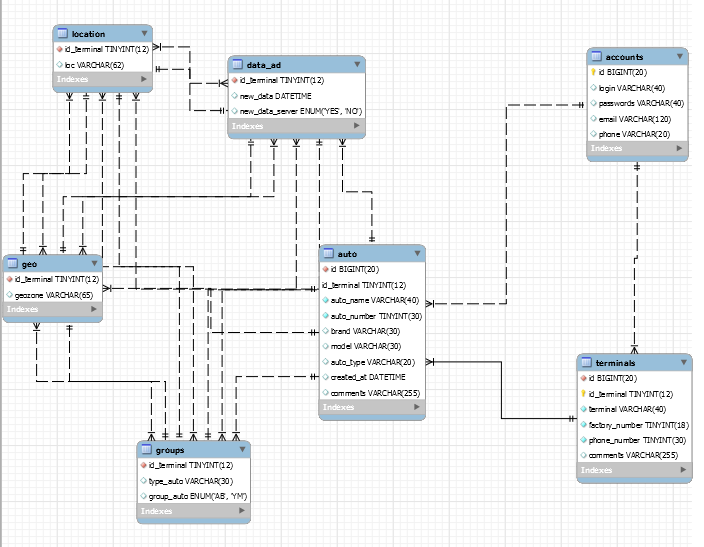 location
id_terminal TINYINT(12)
loc VARCHAR(62)
Indexes
data_ad
id_terminal TINYINT(12)
new_data DATETIME
new_data_server ENUM('YES', 'NO')
Indexes
accounts
id BIGINT(20)
login VARCHAR(40)
passwords VARCHAR(40)
email VARCHAR(120)
phone VARCHAR(20)
Indexes
geo
id_terminal TINYINT(12)
geozone VARCHAR(65)
Indexes
auto
id BIGINT(20)
id_terminal TINYINT(12)
auto_name VARCHAR(40)
auto_number TINYINT(30)
brand VARCHAR(30)
model VARCHAR(30)
auto_type VARCHAR(20)
created_at DATETIME
comments VARCHAR(255)
Indexes
terminals
id BIGINT(20)
id_terminal TINYINT(12)
terminal VARCHAR(40)
factory_number TINYINT(18)
phone_number TINYINT(30)
comments VARCHAR(255)
Indexes
groups
id_terminal TINYINT(12)
type_auto VARCHAR(30)
group_auto ENUM('AB', 'YM')
Indexes